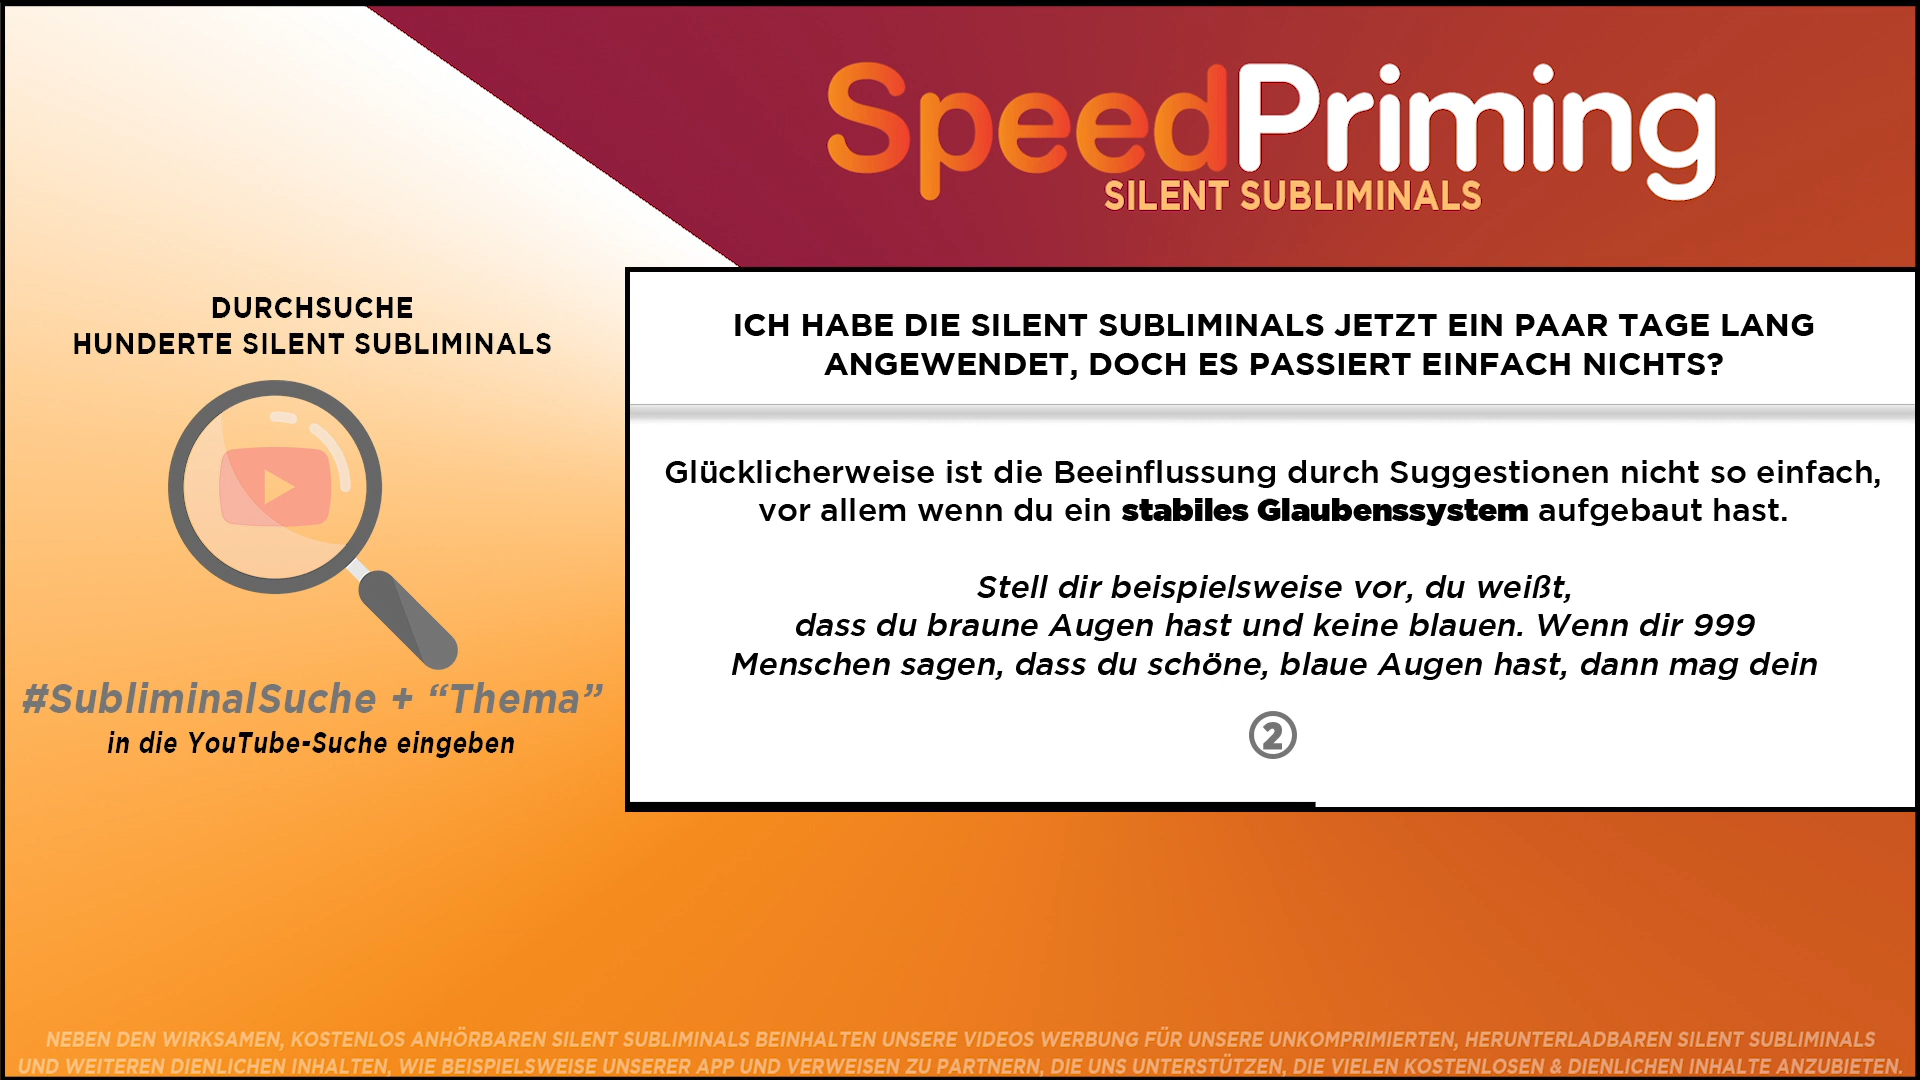 SpeedPriming
SILENT SUBLIMINALS
DURCHSUCHE
HUNDERTE SILENT SUBLIMINALS
#SubliminalSuche + “Thema”
in die YouTube-Suche eingeben
ICH HABE DIE SILENT SUBLIMINALS JETZT EIN PAAR TAGE LANG
ANGEWENDET, DOCH ES PASSIERT EINFACH NICHTS?
Glücklicherweise ist die Beeinflussung durch Suggestionen nicht so einfach,
vor allem wenn du ein stabiles Glaubenssystem aufgebaut hast.
Stell dir beispielsweise vor, du weißt,
dass du braune Augen hast und keine blauen. Wenn dir 999
Menschen sagen, dass du schöne, blaue Augen hast, dann mag dein
2
NEBEN DEN WIRKSAMEN, KOSTENLOS ANHÖRBAREN SILENT SUBLIMINALS BEINHALTEN UNSERE VIDEOS WERBUNG FÜR UNSERE UNKOMPRIMIERTEN, HERUNTERLADBAREN SILENT SUBLIMINALS
UND WEITEREN DIENLICHEN INHALTEN, WIE BEISPIELSWEISE UNSERER APP UND VERWEISEN ZU PARTNERN, DIE UNS UNTERSTÜTZEN, DIE VIELEN KOSTENLOSEN & DIENLICHEN INHALTE ANZUBIETEN.